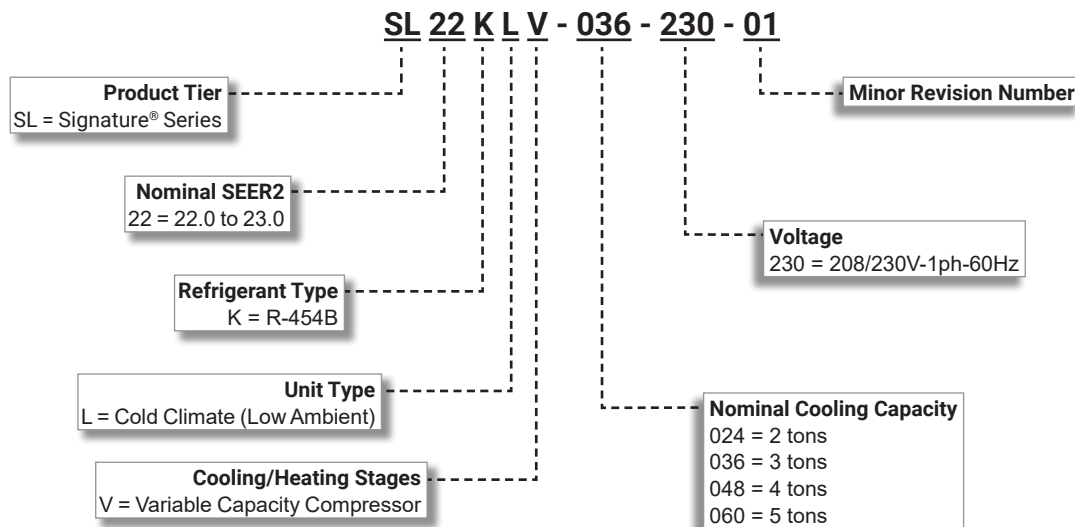 SL 22 K L V - 036 - 230 - 01
Product Tier
SL = Signature® Series
Minor Revision Number
Nominal SEER2
22 = 22.0 to 23.0
Voltage
230 = 208/230V-1ph-60Hz
Refrigerant Type
K = R-454B
Unit Type
L = Cold Climate (Low Ambient)
Nominal Cooling Capacity
024 = 2 tons
036 = 3 tons
048 = 4 tons
060 = 5 tons
Cooling/Heating Stages
V = Variable Capacity Compressor